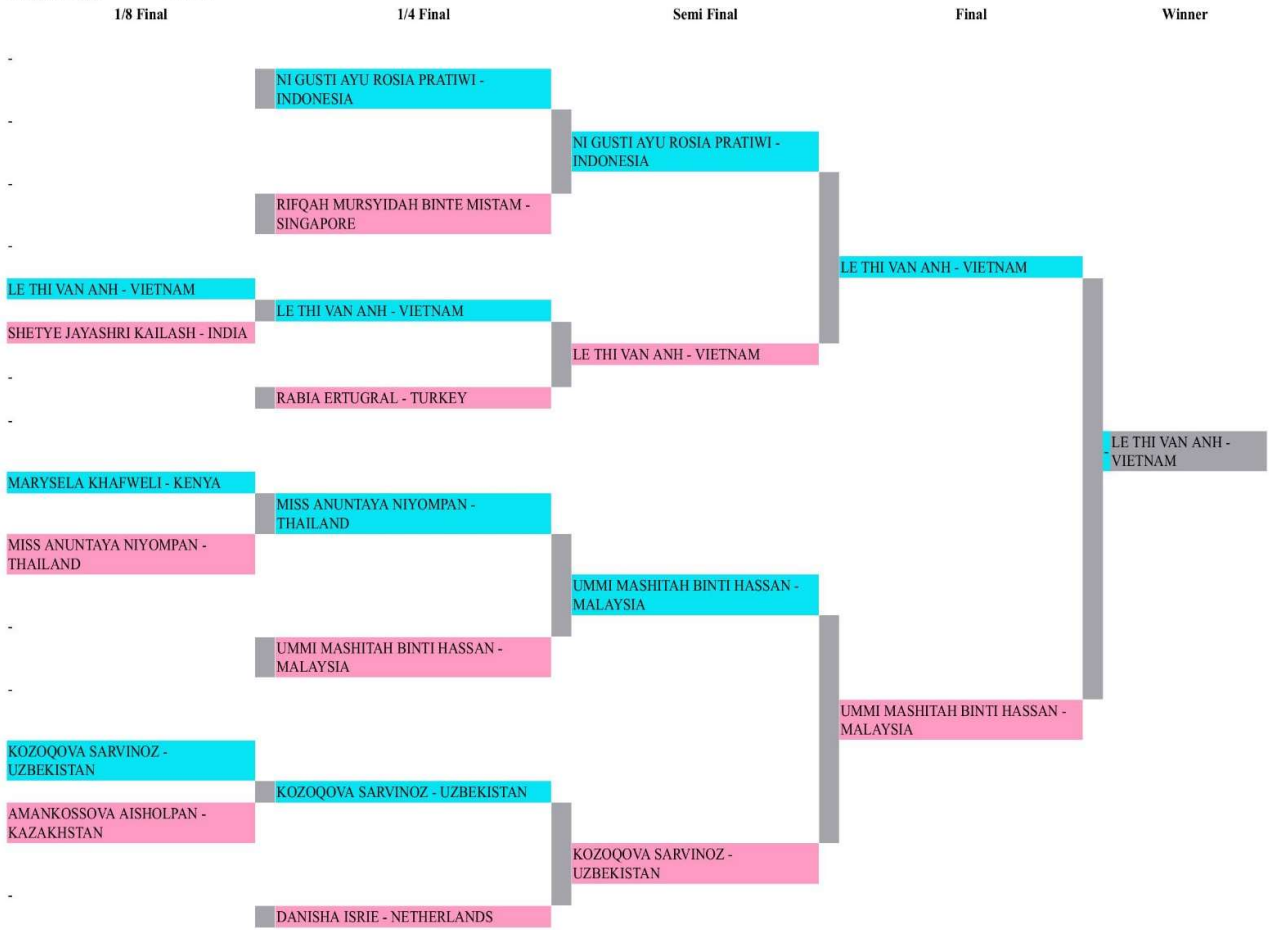 1/8 Final
1/4 Final
Semi Final
Final
Winner
-
NI GUSTI AYU ROSIA PRATIWI -
INDONESIA
-
NI GUSTI AYU ROSIA PRATIWI -
INDONESIA
-
RIFQAH MURSYIDAH BINTE MISTAM -
SINGAPORE
-
LE THI VAN ANH - VIETNAM
LE THI VAN ANH - VIETNAM
LE THI VAN ANH - VIETNAM
SHETYE JAYASHRI KAILASH - INDIA
LE THI VAN ANH - VIETNAM
-
RABIA ERTUGRAL - TURKEY
-
-
LE THI VAN ANH -
VIETNAM
MARYSELA KHAFWELI - KENYA
MISS ANUNTAYA NIYOMPAN -
THAILAND
MISS ANUNTAYA NIYOMPAN -
THAILAND
UMMI MASHITAH BINTI HASSAN -
MALAYSIA
-
UMMI MASHITAH BINTI HASSAN -
MALAYSIA
-
UMMI MASHITAH BINTI HASSAN -
MALAYSIA
KOZOQOVA SARVINOZ -
UZBEKISTAN
KOZOQOVA SARVINOZ - UZBEKISTAN
AMANKOSSOVA AISHOLPAN -
KAZAKHSTAN
KOZOQOVA SARVINOZ -
UZBEKISTAN
-
DANISHA ISRIE - NETHERLANDS